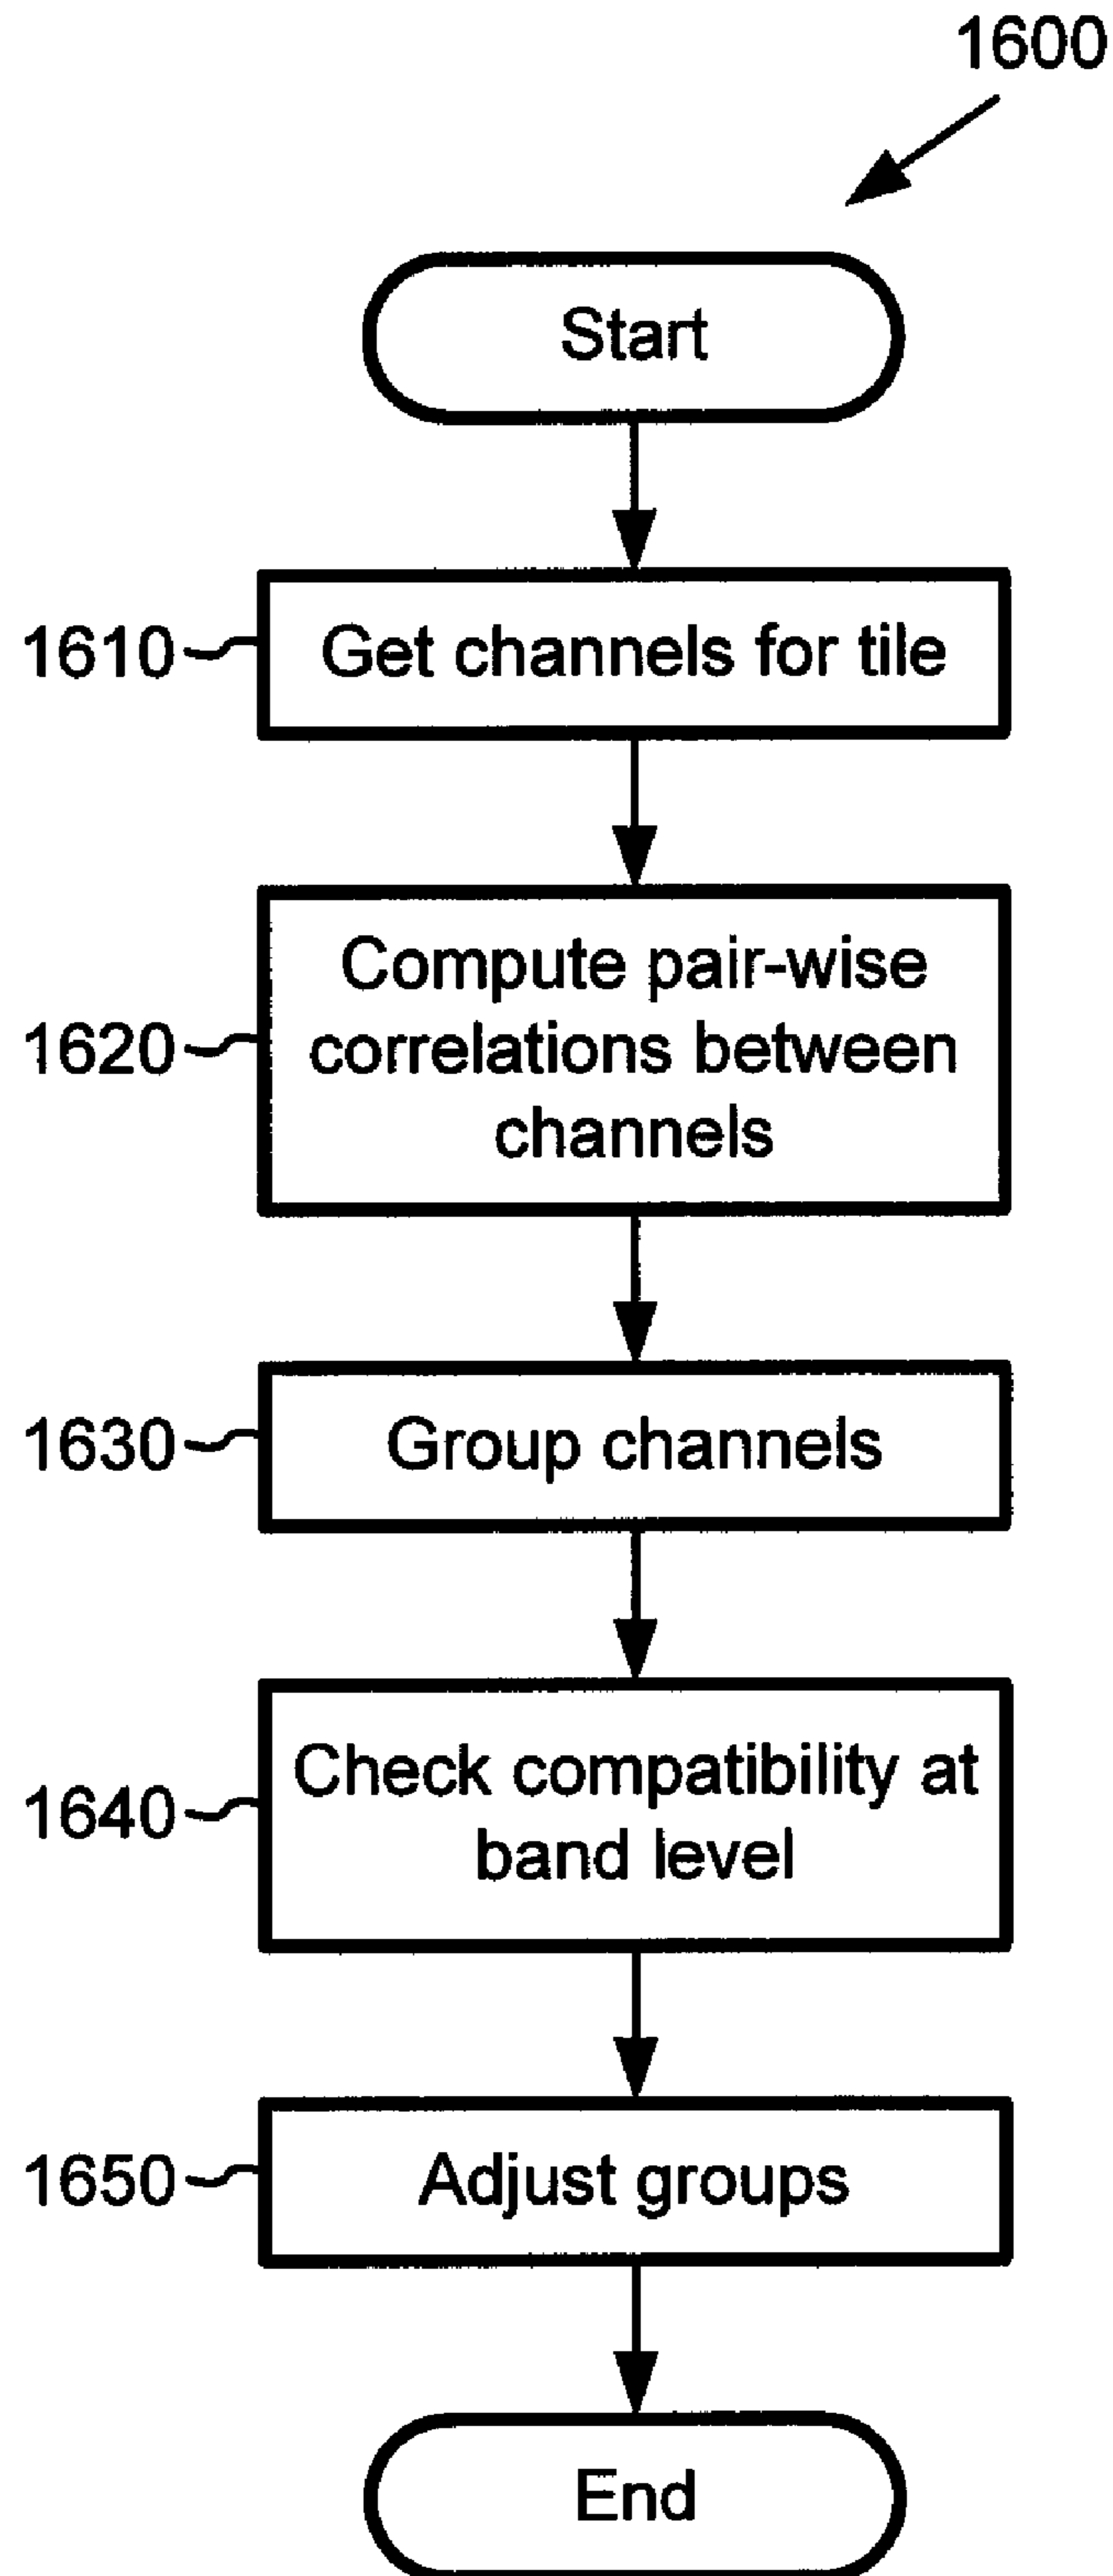 1600
Start
1610
Get channels for tile
1620
Compute pair-wise
correlations between
channels
1630
Group channels
1640
Check compatibility at
band level
1650
Adjust groups
End